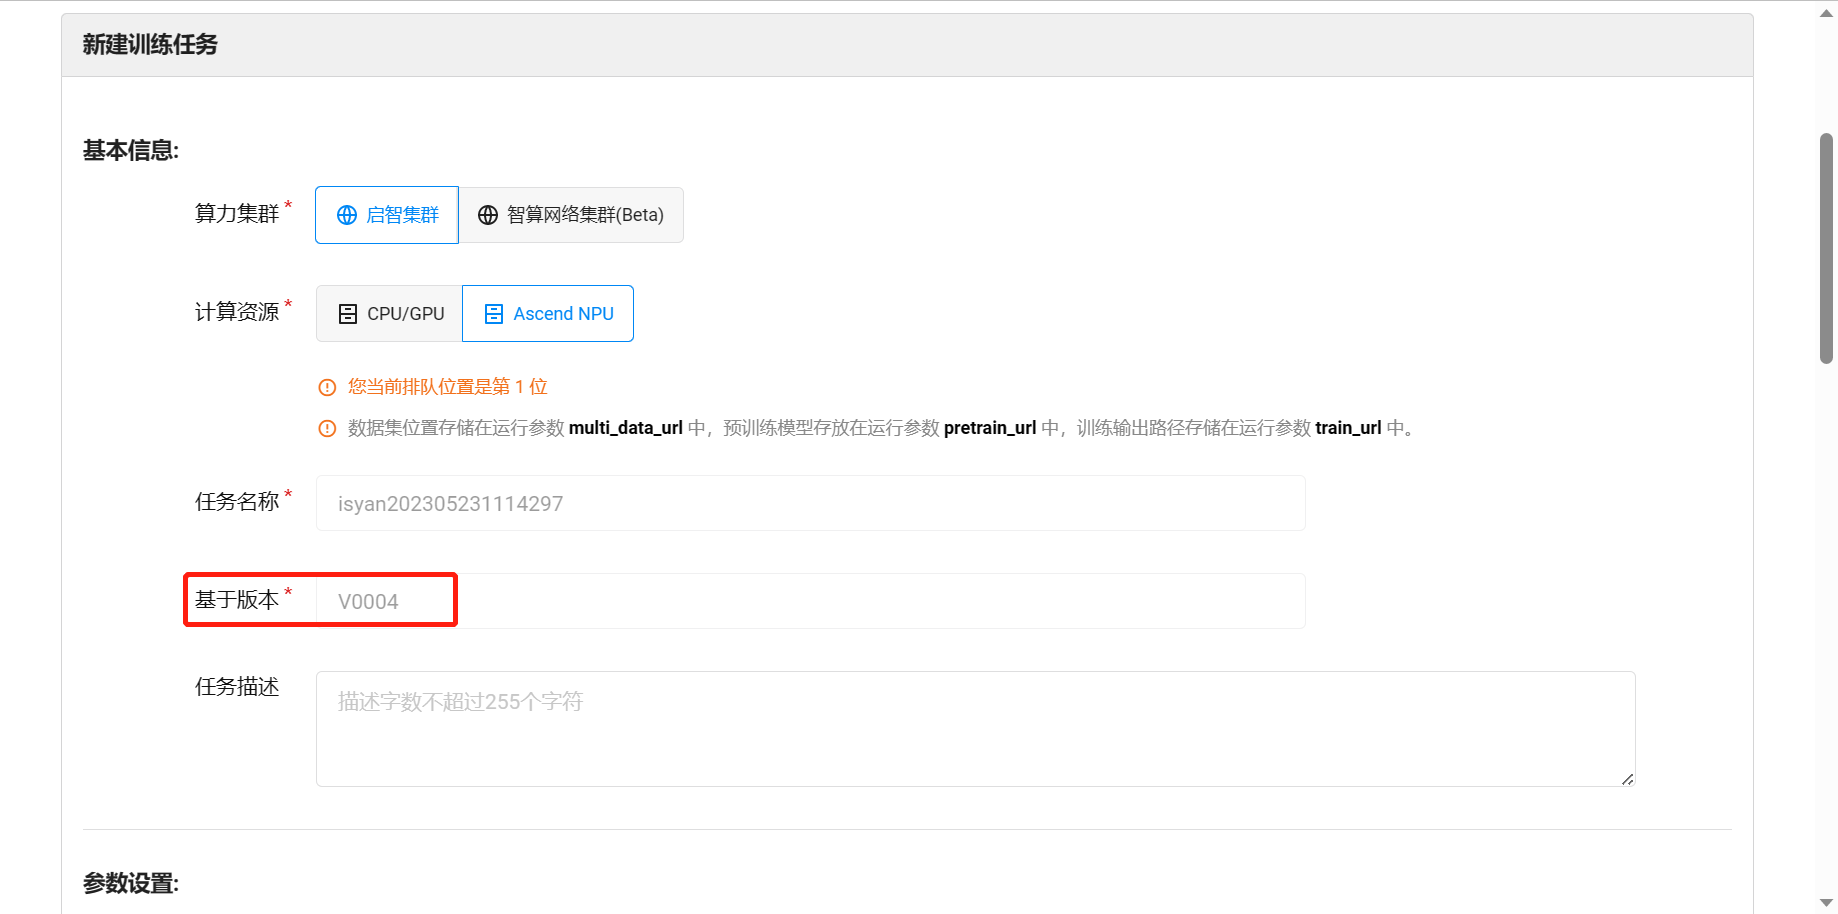 新建训练任务
基本信息:
算力集群 * 启智集群 智算网络集群(Beta)
计算资源 * CPU/GPU Ascend NPU
您当前排队位置是第 1 位
数据集位置存储在运行参数 multi_data_url 中，预训练模型存放在运行参数 pretrain_url 中，训练输出路径存储在运行参数 train_url 中。
任务名称 * isyan202305231114297
基于版本 * V0004
任务描述 描述字数不超过255个字符
参数设置: